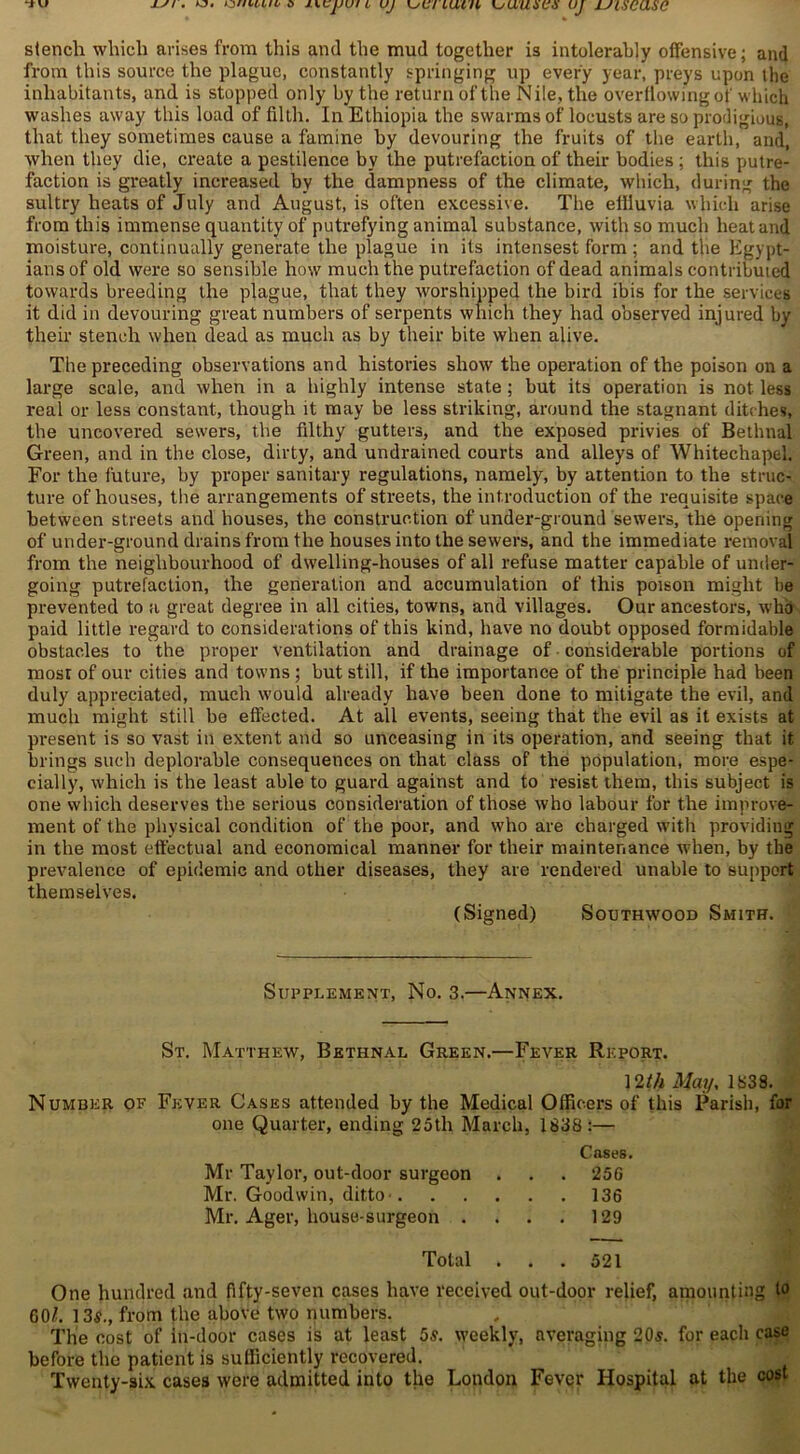 40 Dr. S. Smith's Report of Certain Causes of Disease
stench which arises from this and the mud together is intolerably offensive; and
from this source the plague, constantly springing up every year, preys upon the
inhabitants, and is stopped only by the return of the Nile, the overflowing of which
washes away this load of filth. In Ethiopia the swarms of locusts are so prodigious,
that they sometimes cause a famine by devouring the fruits of the earth, and,
when they die, create a pestilence by the putrefaction of their bodies; this putre-
faction is greatly increased by the dampness of the climate, which, during the
sultry heats of July and August, is often excessive. The effluvia which arise
from this immense quantity of putrefying animal substance, with so much heat and
moisture, continually generate the plague in its intensest form; and the Egypt-
ians of old were so sensible how much the putrefaction of dead animals contributed
towards breeding the plague, that they worshipped the bird ibis for the services
it did in devouring great numbers of serpents which they had observed injured by
their stench when dead as much as by their bite when alive.
The preceding observations and histories show the operation of the poison on a
large scale, and when in a highly intense state; but its operation is not less
real or less constant, though it may be less striking, around the stagnant ditches,
the uncovered sewers, the filthy gutters, and the exposed privies of Bethnal
Green, and in the close, dirty, and undrained courts and alleys of Whitechapel.
For the future, by proper sanitary regulations, namely, by attention to the struc-
ture of houses, the arrangements of streets, the introduction of the requisite space
between streets and houses, the construction of under-ground sewers, the opening
of under-ground drains from the houses into the sewers, and the immediate removal
from the neighbourhood of dwelling-houses of all refuse matter capable of under-
going putrefaction, the generation and accumulation of this poison might be
prevented to a great degree in all cities, towns, and villages. Our ancestors, who
paid little regard to considerations of this kind, have no doubt opposed formidable
obstacles to the proper ventilation and drainage of considerable portions of
most of our cities and towns; but still, if the importance of the principle had been
duly appreciated, much would already have been done to mitigate the evil, and
much might still be effected. At all events, seeing that the evil as it exists at
present is so vast in extent and so unceasing in its operation, and seeing that it
brings such deplorable consequences on that class of the population, more espe-
cially, which is the least able to guard against and to resist them, this subject is
one which deserves the serious consideration of those who labour for the improve-
ment of the physical condition of the poor, and who are charged with providing
in the most effectual and economical manner for their maintenance when, by the
prevalence of epidemic and other diseases, they are rendered unable to support
themselves.
(Signed) Southwood Smith.
Supplement, No. 3.—Annex.
St. Matthew, Bethnal Green.—Fever Report.
12th May, 1838.
Number of Fever Cases attended by the Medical Officers of this Parish, for
one Quarter, ending 25th March, 1838:—
Cases.
Mr Taylor, out-door surgeon . . . 256
Mr. Goodwin, ditto . . . . . . 136
Mr. Ager, house-surgeon . . . . 129
Total . . . 521
One hundred and fifty-seven cases have received out-door relief, amounting to
60l. 13s., from the above two numbers.
The cost of in-door cases is at least 5s. weekly, averaging 20s. for each case
before the patient is sufficiently recovered.
Twenty-six cases were admitted into the London Fever Hospital at the cost